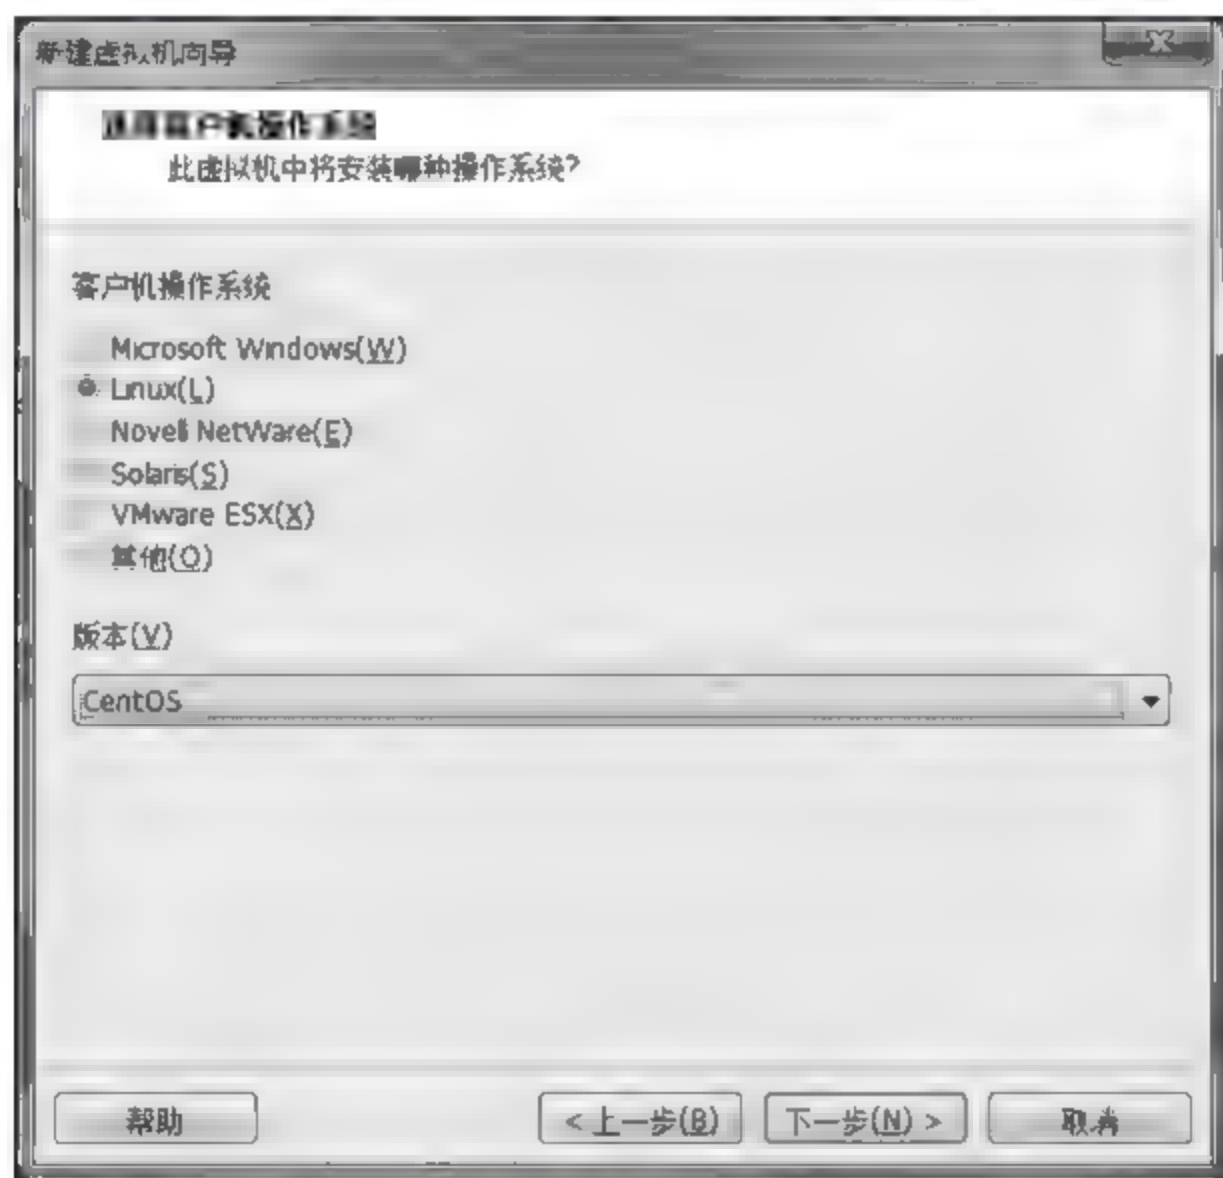 新建虚拟机向导
选择客户机操作系统
此虚拟机中将安装哪种操作系统?
客户机操作系统
Microsoft Windows(W)
Linux(L)
Novell NetWare(E)
Solaris(S)
VMware ESX(X)
其他(O)
版本(V)
CentOS
帮助
< 上一步(B)
下一步(N) >
取消